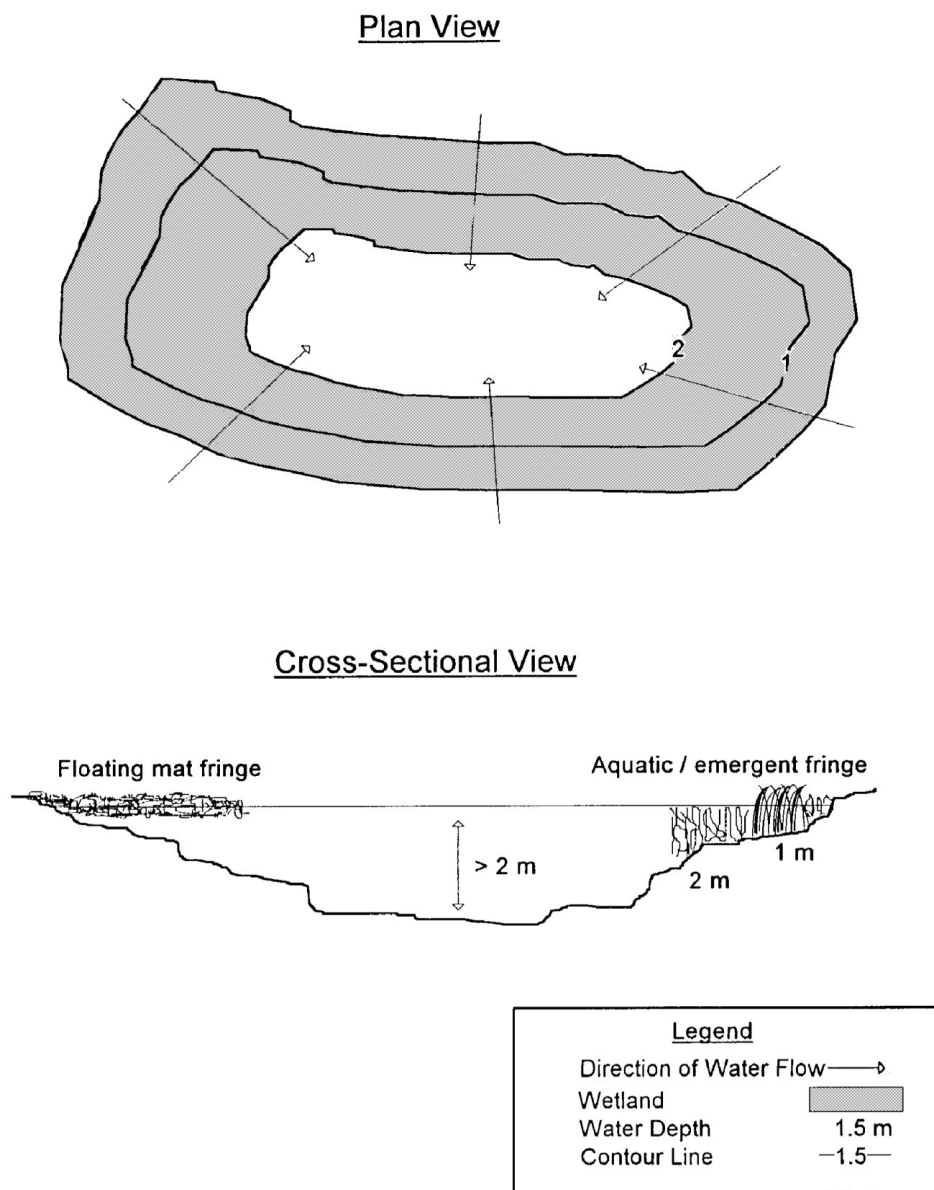 Plan View
2
1
Cross-Sectional View
Floating mat fringe
Aquatic / emergent fringe
> 2 m
1 m
2 m
Legend
Direction of Water Flow
Wetland
Water Depth 1.5 m
Contour Line 1.5